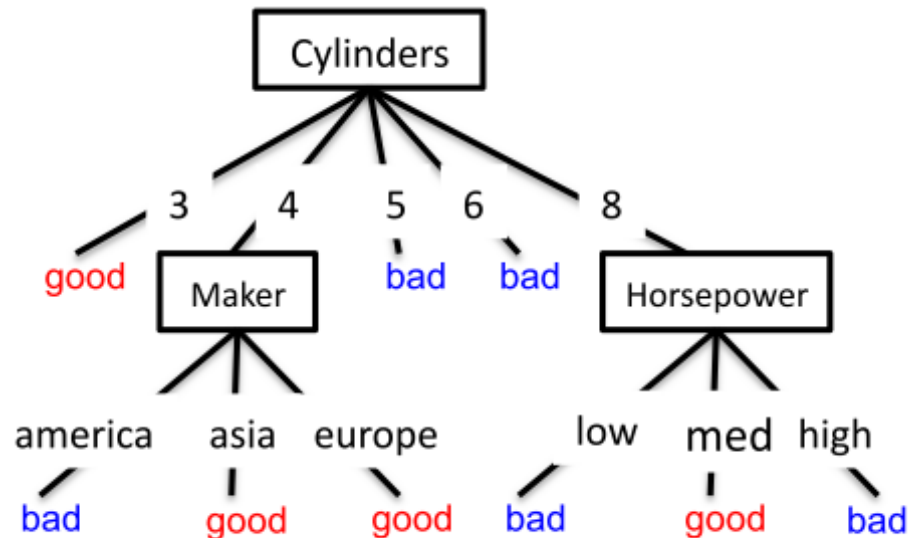 Cylinders
3 4 5 6 8
good Maker bad bad Horsepower
america asia europe low med high
bad good good bad good bad